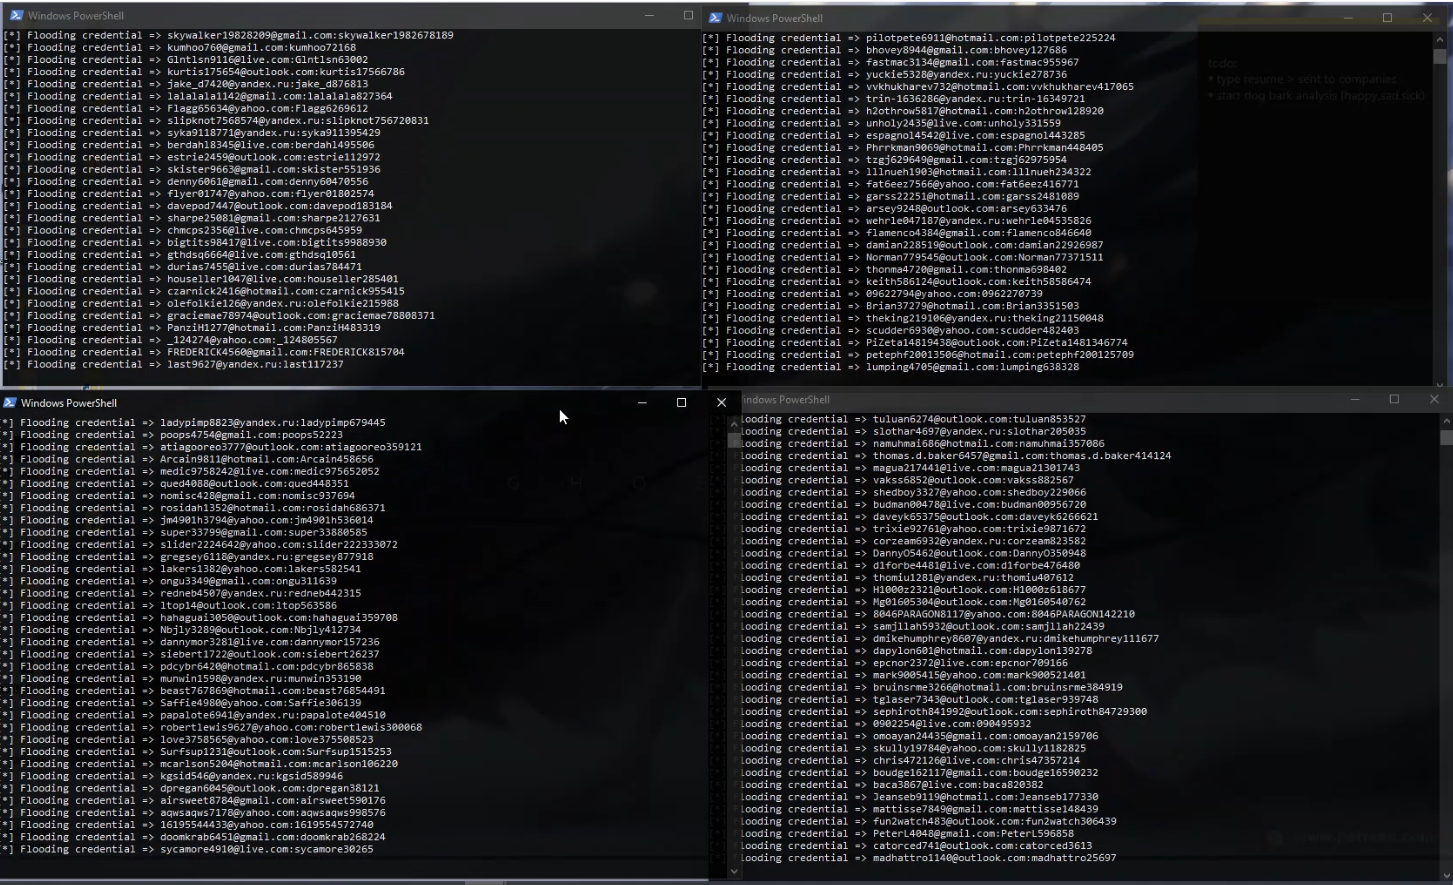 Windows PowerShell
[*] Flooding credential => skywalker19828209@gmail.com:skywalker1982678189
[*] Flooding credential => kumhoo760@gmail.com:kumhoo72168
[*] Flooding credential => Glntlsn9116@live.com:Glntlsn63002
[*] Flooding credential => kurtis175654@outlook.com:kurtis17566786
[*] Flooding credential => jake_d7420@yandex.ru:jake_d876813
[*] Flooding credential => lalalala1142@gmail.com:lalalala827364
[*] Flooding credential => Flagg65634@yahoo.com:Flagg6269612
[*] Flooding credential => slipknot7568574@yandex.ru:slipknot756720831
[*] Flooding credential => syka9118771@yandex.ru:syka911395429
[*] Flooding credential => berdahl8345@live.com:berdahl495506
[*] Flooding credential => estrie2459@outlook.com:estrie112972
[*] Flooding credential => skister9663@gmail.com:skister551936
[*] Flooding credential => denny6061@gmail.com:denny60470556
[*] Flooding credential => flyer01747@yahoo.com:flyer01802574
[*] Flooding credential => davepod7447@outlook.com:davepod183184
[*] Flooding credential => sharpe25081@gmail.com:sharpe2127631
[*] Flooding credential => chmcps2356@live.com:chmcps645959
[*] Flooding credential => bigtits98417@live.com:bigtits9988930
[*] Flooding credential => gthdsq6664@live.com:gthdsq10561
[*] Flooding credential => durias7455@live.com:durias784471
[*] Flooding credential => houseller1047@live.com:houseller285401
[*] Flooding credential => czarnick2416@hotmail.com:czarnick955415
[*] Flooding credential => olefolkie126@yandex.ru:olefolkie215988
[*] Flooding credential => graciemae78974@outlook.com:graciemae78808371
[*] Flooding credential => PanziH1277@hotmail.com:PanziH483319
[*] Flooding credential => _124274@yahoo.com:_124805567
[*] Flooding credential => FREDERICK4560@gmail.com:FREDERICK815704
[*] Flooding credential => last9627@yandex.ru:last117237
Windows PowerShell
[*] Flooding credential => pilotpete6911@hotmail.com:pilotpete225224
[*] Flooding credential => bhovey8944@gmail.com:bhovey127686
[*] Flooding credential => fastmac3134@gmail.com:fastmac955967
[*] Flooding credential => yuckie5328@yandex.ru:yuckie278736
[*] Flooding credential => vvkhukharev732@hotmail.com:vvkhukharev417065
[*] Flooding credential => trin-1636286@yandex.ru:trin-16349721
[*] Flooding credential => h2othrow5817@hotmail.com:h2othrow128920
[*] Flooding credential => unholy2435@live.com:unholy331559
[*] Flooding credential => espagnol4542@live.com:espagnol443285
[*] Flooding credential => Phrrkman9069@hotmail.com:Phrrkman448405
[*] Flooding credential => tzgj629649@gmail.com:tzgj62975954
[*] Flooding credential => lllnueh1903@hotmail.com:lllnueh234322
[*] Flooding credential => fat6eez7566@yahoo.com:fat6eez416771
[*] Flooding credential => garss22251@hotmail.com:garss2481089
[*] Flooding credential => arsey9248@outlook.com:arsey633476
[*] Flooding credential => wehrle047187@yandex.ru:wehrle04535826
[*] Flooding credential => flamenco4384@gmail.com:flamenco846640
[*] Flooding credential => damian228519@outlook.com:damian22926987
[*] Flooding credential => Norman779545@outlook.com:Norman77371511
[*] Flooding credential => thonma4720@gmail.com:thonma698402
[*] Flooding credential => keith586124@outlook.com:keith58586474
[*] Flooding credential => 09622794@yahoo.com:0962270739
[*] Flooding credential => Brian37279@hotmail.com:Brian3351503
[*] Flooding credential => theking219106@yandex.ru:theking21150048
[*] Flooding credential => scudder6930@yahoo.com:scudder482403
[*] Flooding credential => PiZeta14819438@outlook.com:PiZeta1481346774
[*] Flooding credential => petephf20013506@hotmail.com:petephf200125709
[*] Flooding credential => lumping4705@gmail.com:lumping638328
todo:
* type resume > sent to companies
* start dog bark analysis (happy,sad,sick)
Windows PowerShell
*] Flooding credential => ladypimp8823@yandex.ru:ladypimp679445
*] Flooding credential => poops4754@gmail.com:poops52223
*] Flooding credential => atiagooreo3777@outlook.com:atiagooreo359121
*] Flooding credential => Arcain9811@hotmail.com:Arcain458656
*] Flooding credential => medic9758242@live.com:medic975652052
*] Flooding credential => qued4088@outlook.com:qued448351
*] Flooding credential => nomisc428@gmail.com:nomisc937694
*] Flooding credential => rosidah1352@hotmail.com:rosidah686371
*] Flooding credential => jm4901h3794@yahoo.com:jm4901h536014
*] Flooding credential => super33799@gmail.com:super33880585
*] Flooding credential => slider2224642@yahoo.com:slider222333072
*] Flooding credential => gregsey6118@yandex.ru:gregsey877918
*] Flooding credential => lakers1382@yahoo.com:lakers582541
*] Flooding credential => ongu3349@gmail.com:ongu311639
*] Flooding credential => redneb4507@yandex.ru:redneb442315
*] Flooding credential => ltop14@outlook.com:ltop563586
*] Flooding credential => hahaguai3050@outlook.com:hahaguai359708
*] Flooding credential => Nbjly3289@outlook.com:Nbjly412734
*] Flooding credential => dannymor3281@live.com:dannymor157236
*] Flooding credential => siebert1722@outlook.com:siebert26237
*] Flooding credential => pdcybr6420@hotmail.com:pdcybr865838
*] Flooding credential => munwin1598@yandex.ru:munwin353190
*] Flooding credential => beast767869@hotmail.com:beast76854491
*] Flooding credential => Saffie4980@yahoo.com:Saffie306139
*] Flooding credential => papalote6941@yandex.ru:papalote404510
*] Flooding credential => robertlewis9627@yahoo.com:robertlewis300068
*] Flooding credential => love3758565@yahoo.com:love375508523
*] Flooding credential => Surfsup1231@outlook.com:Surfsup1515253
*] Flooding credential => mcarlson5204@hotmail.com:mcarlson106220
*] Flooding credential => kgsid546@yandex.ru:kgsid589946
*] Flooding credential => dpregan6045@outlook.com:dpregan38121
*] Flooding credential => airsweet8784@gmail.com:airsweet590176
*] Flooding credential => aqwsaqws7178@yahoo.com:aqwsaqws998576
*] Flooding credential => 16195544433@yahoo.com:1619554572740
*] Flooding credential => doomkrab6451@gmail.com:doomkrab268224
*] Flooding credential => sycamore4910@live.com:sycamore30265
indows PowerShell
looding credential => tuluan6274@outlook.com:tuluan853527
looding credential => slothar4697@yandex.ru:slothar205035
looding credential => namuhmai686@hotmail.com:namuhmai357086
looding credential => thomas.d.baker6457@gmail.com:thomas.d.baker414124
looding credential => magua217441@live.com:magua21301743
looding credential => vakss6852@outlook.com:vakss882567
looding credential => shedboy3327@yahoo.com:shedboy229066
looding credential => budman00478@live.com:budman00956720
looding credential => daveyk65375@outlook.com:daveyk6266621
looding credential => trixie92761@yahoo.com:trixie9871672
looding credential => corzeam6932@yandex.ru:corzeam823582
looding credential => DannyO5462@outlook.com:DannyO350948
looding credential => d1forbe4481@live.com:d1forbe476480
looding credential => thomiu1281@yandex.ru:thomiu407612
looding credential => H1000z2321@outlook.com:H1000z618677
looding credential => Mg01605304@outlook.com:Mg0160540762
looding credential => 8046PARAGON8117@yahoo.com:8046PARAGON142210
looding credential => samjllah5932@outlook.com:samjllah22439
looding credential => dmikehumphrey8607@yandex.ru:dmikehumphrey111677
looding credential => dapylon601@hotmail.com:dapylon139278
looding credential => epcnor2372@live.com:epcnor709166
looding credential => mark9005415@yahoo.com:mark900521401
looding credential => bruinsrme3266@hotmail.com:bruinsrme384919
looding credential => tglaser7343@outlook.com:tglaser939748
looding credential => sephiroth841992@outlook.com:sephiroth84729300
looding credential => 0902254@live.com:090495932
looding credential => omoayan24435@gmail.com:omoayan2159706
looding credential => skully19784@yahoo.com:skully1182825
looding credential => chris472126@live.com:chris47357214
looding credential => boudge162117@gmail.com:boudge16590232
looding credential => baca3867@live.com:baca820382
looding credential => Jeanseb9119@hotmail.com:Jeanseb177330
looding credential => mattisse7849@gmail.com:mattisse148439
looding credential => fun2watch483@outlook.com:fun2watch306439
looding credential => PeterL4048@gmail.com:PeterL596858
looding credential => catorced741@outlook.com:catorced3613
looding credential => madhattro1140@outlook.com:madhattro25697